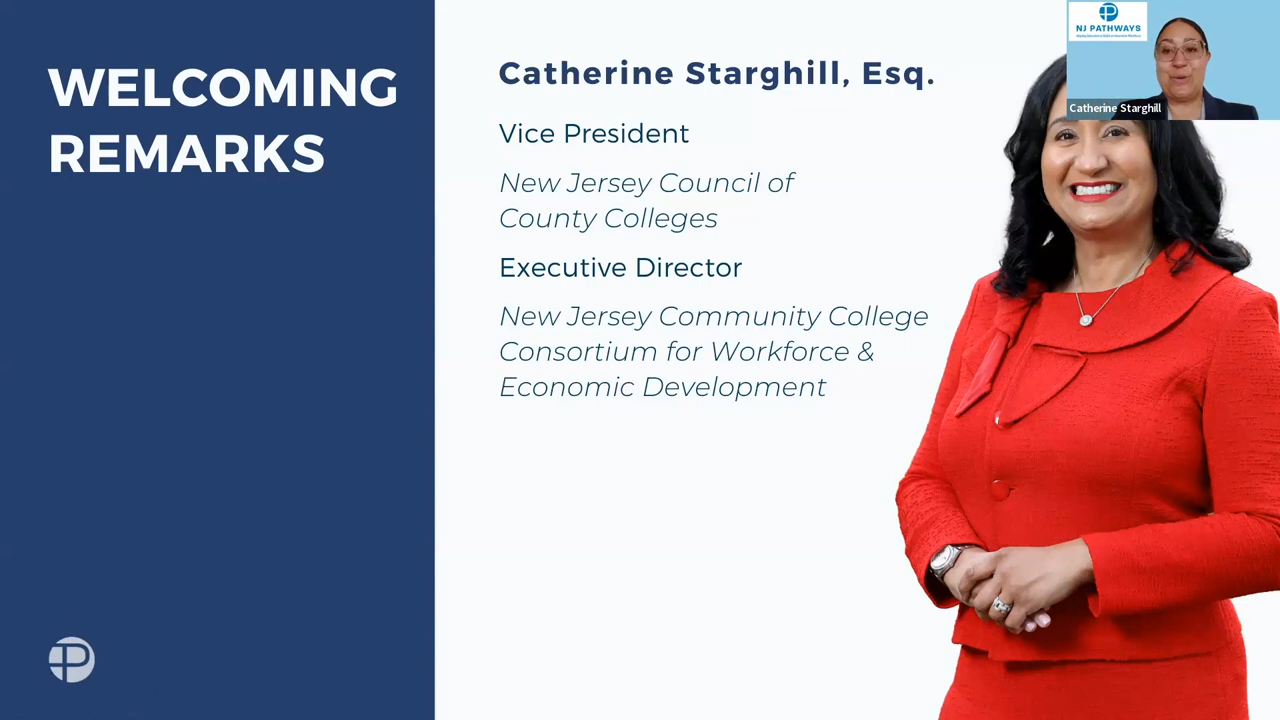 WELCOMING
REMARKS
Catherine Starghill, Esq.
Vice President
New Jersey Council of
County Colleges
Executive Director
New Jersey Community College
Consortium for Workforce &
Economic Development
NJ PATHWAYS
Catherine Starghill